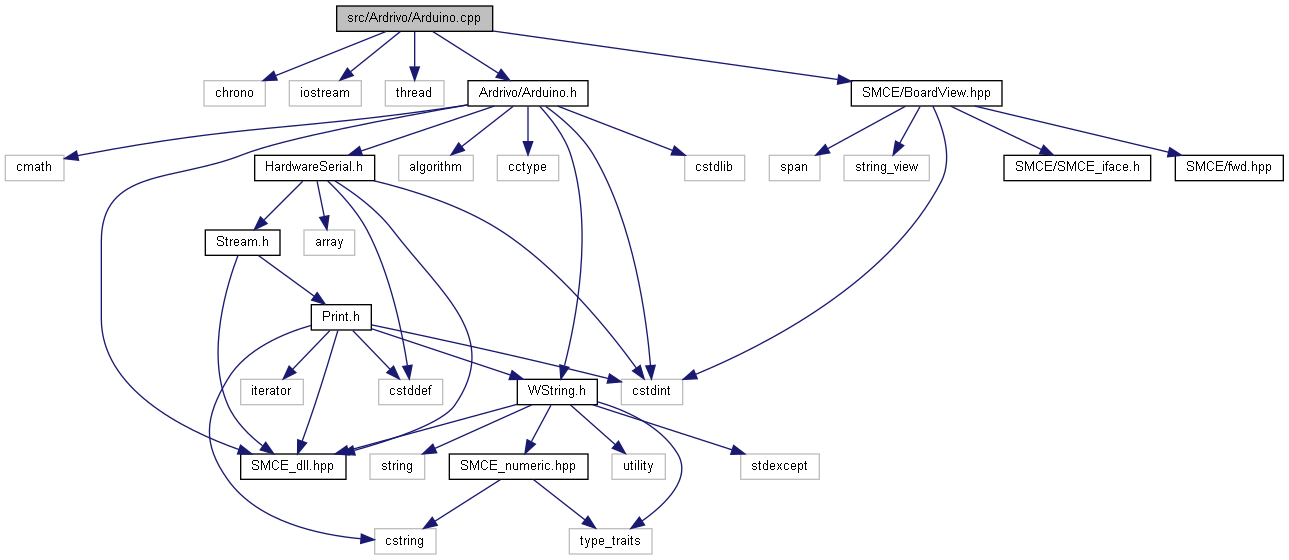 src/Ardrivo/Arduino.cpp
chrono
iostream
thread
Ardrivo/Arduino.h
SMCE/BoardView.hpp
cmath
HardwareSerial.h
algorithm
cctype
cstdlib
span
string_view
SMCE/SMCE_iface.h
SMCE/fwd.hpp
Stream.h
array
Print.h
iterator
cstddef
WString.h
cstdint
SMCE_dll.hpp
string
SMCE_numeric.hpp
utility
stdexcept
cstring
type_traits